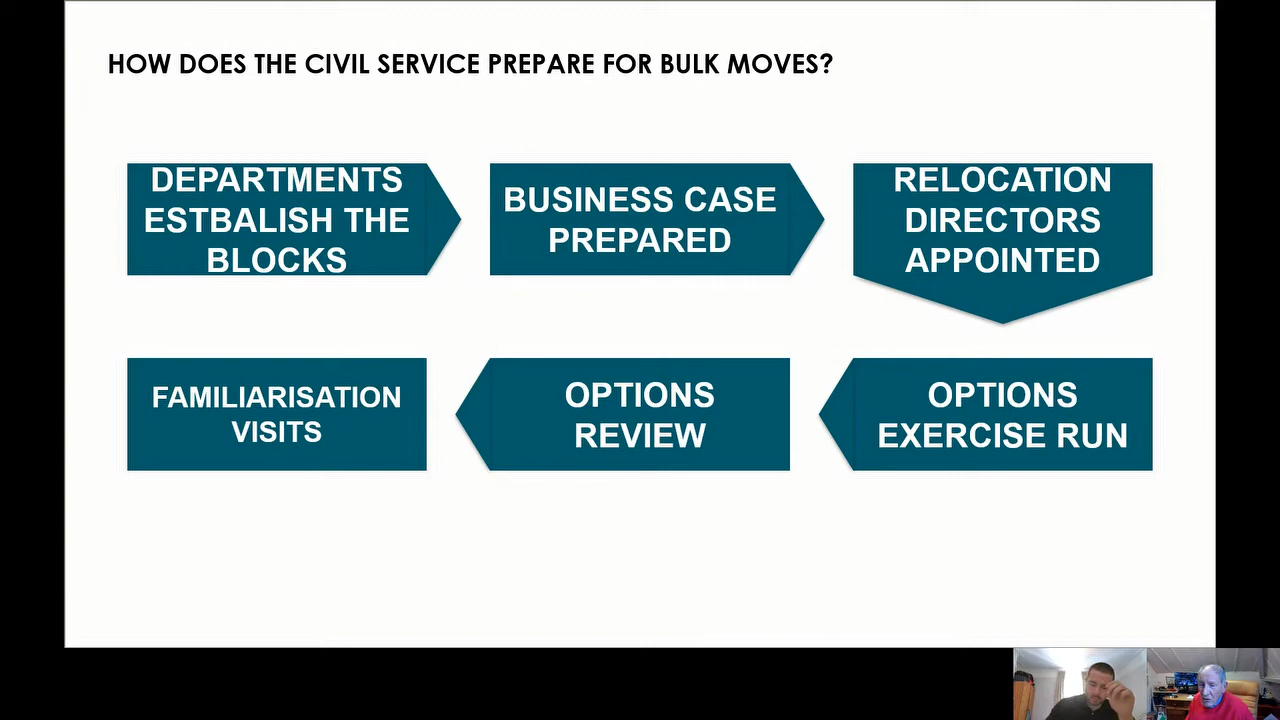 HOW DOES THE CIVIL SERVICE PREPARE FOR BULK MOVES?
DEPARTMENTS
ESTBALISH THE
BLOCKS
BUSINESS CASE
PREPARED
RELOCATION
DIRECTORS
APPOINTED
OPTIONS
EXERCISE RUN
OPTIONS
REVIEW
FAMILIARISATION
VISITS